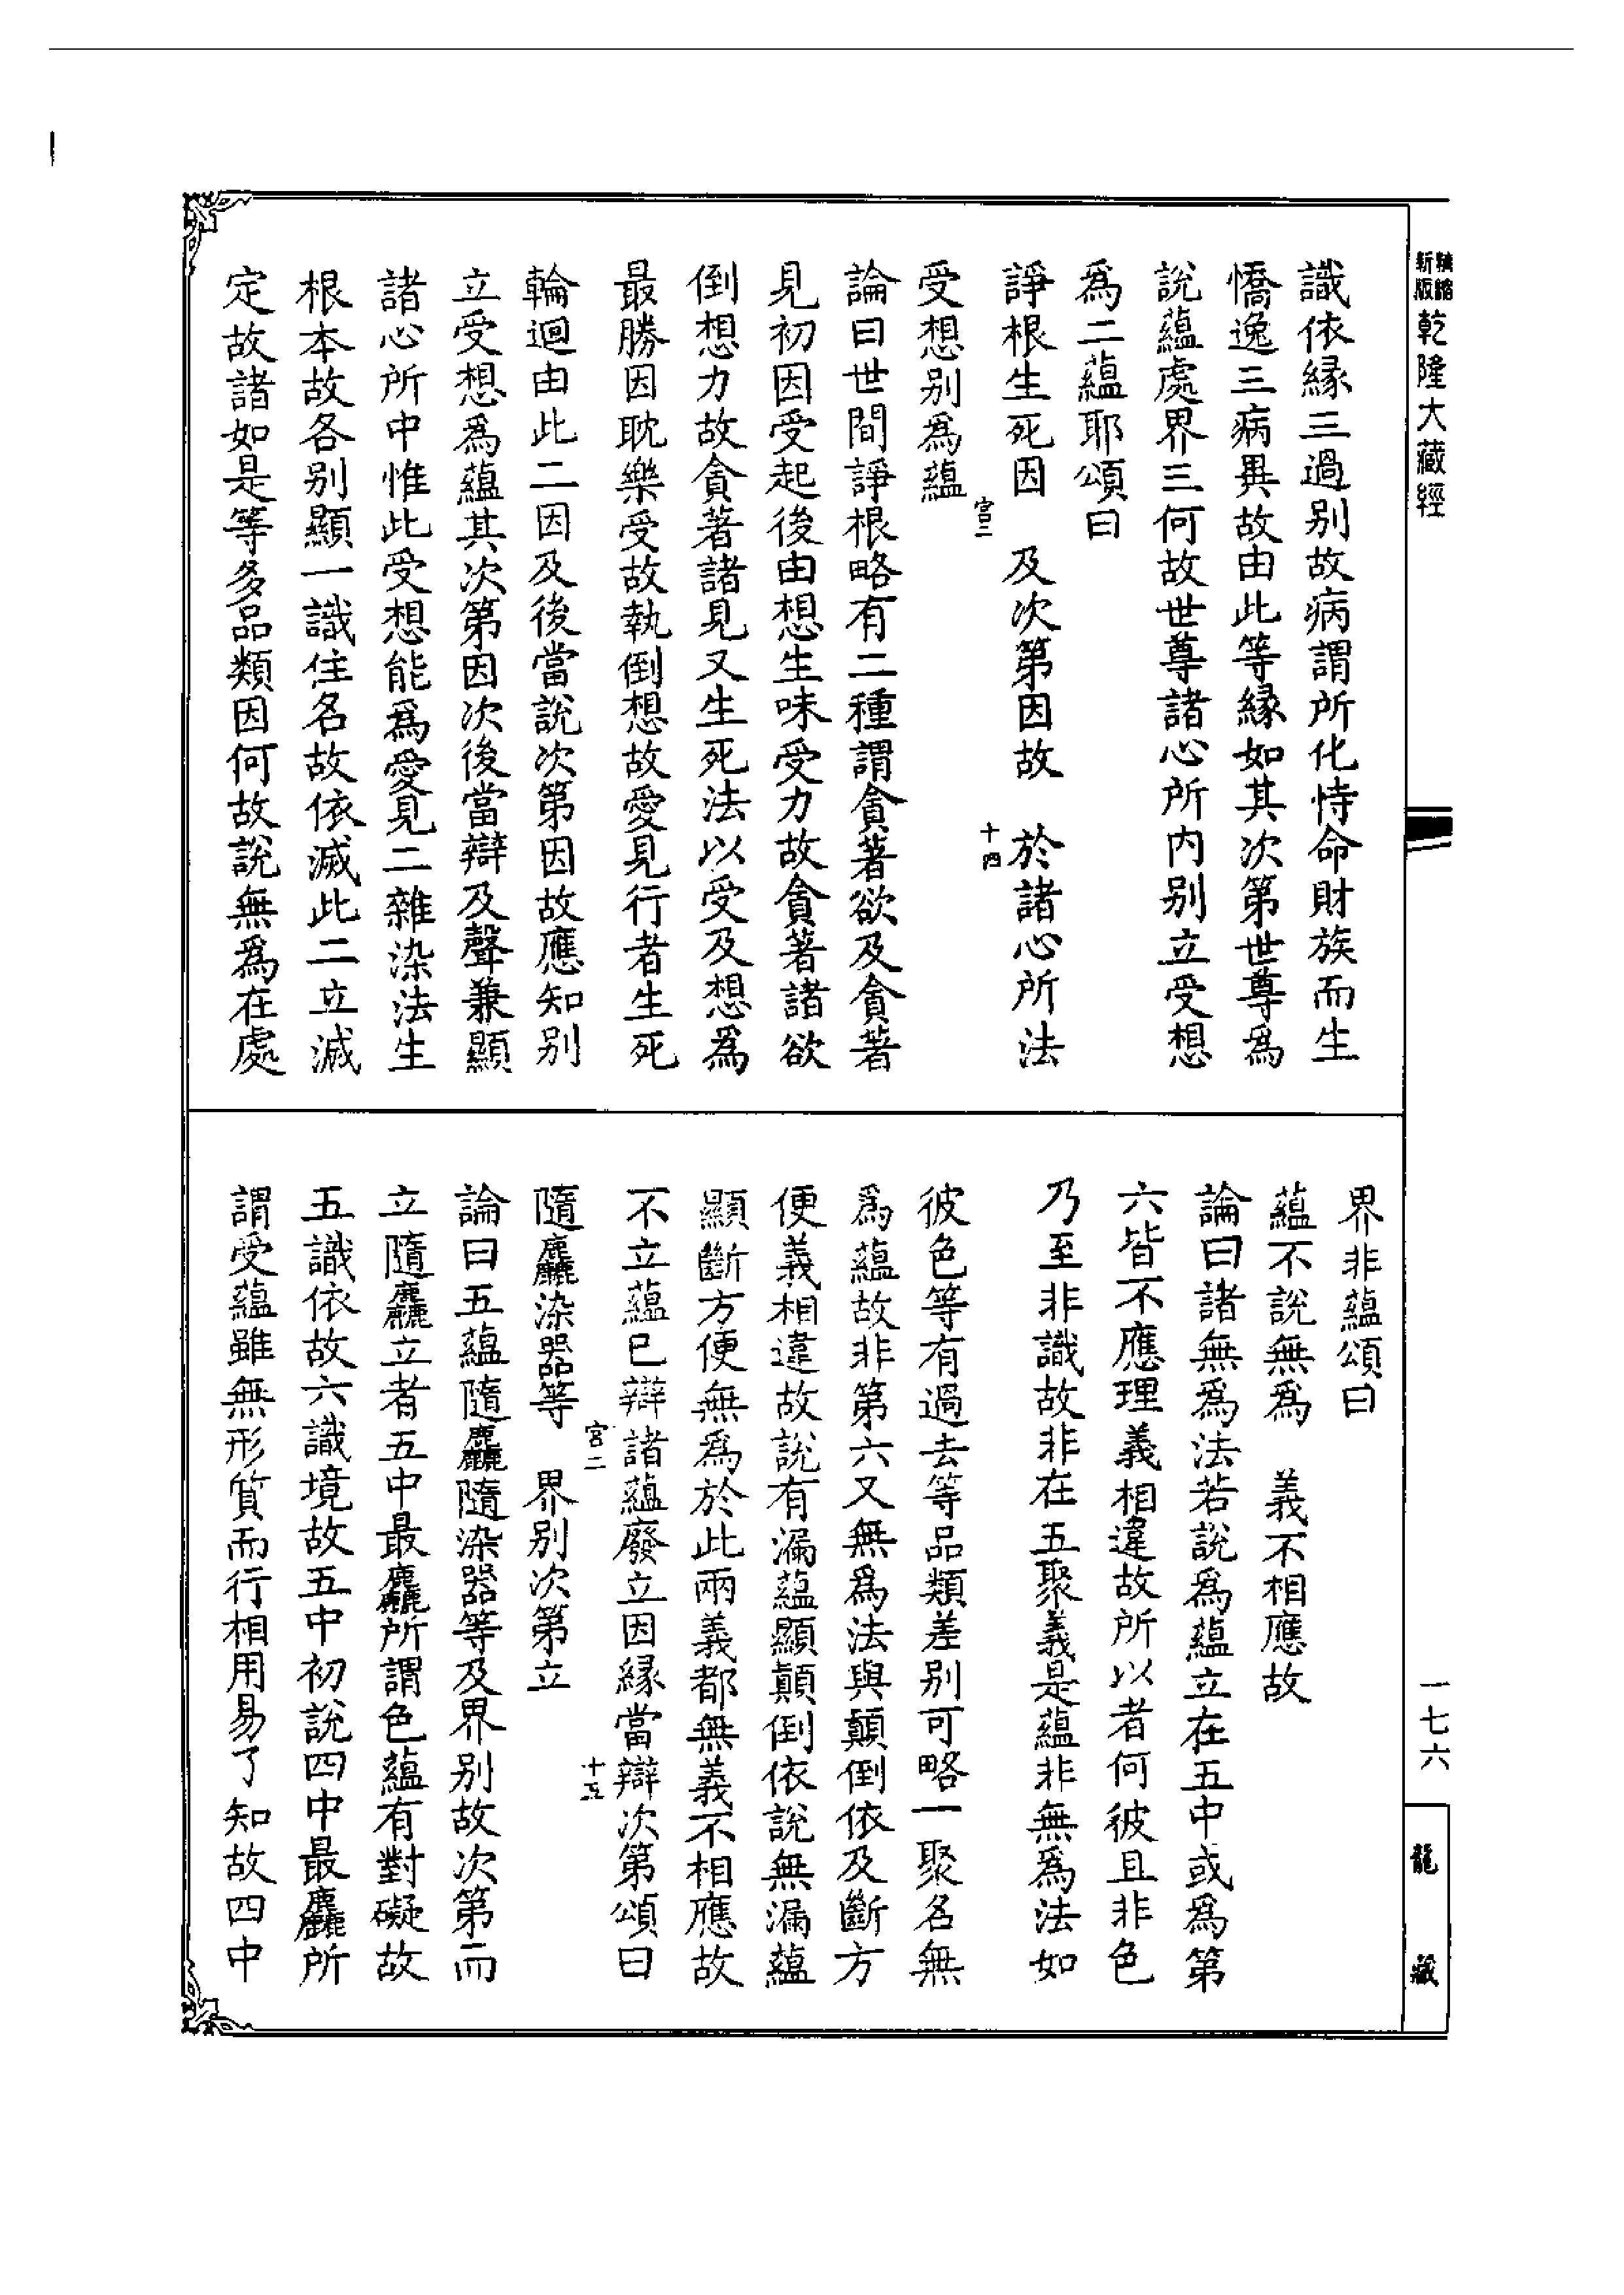 精縮新版乾隆大藏經
一七六
龍藏
識依緣三過别故病謂所化恃命財族而生
憍逸三病異故由此等緣如其次第世尊為
說蘊處界三何故世尊諸心所内别立受想
為二蘊耶頌曰
諍根生死因　及次第因故　於諸心所法
受想别為蘊
宫二
十四
論曰世間諍根略有二種謂貪著欲及貪著
見初因受起後由想生味受力故貪著諸欲
倒想力故貪著諸見又生死法以受及想為
最勝因耽樂受故執倒想故愛見行者生死
輪迴由此二因及後當說次第因故應知别
立受想為蘊其次第因次後當辯及聲兼顯
諸心所中惟此受想能為愛見二雜染法生
根本故各别顯一識住名故依滅此二立滅
定故諸如是等多品類因何故說無為在處
界非蘊頌曰
蘊不說無為　義不相應故
論曰諸無為法若說為蘊立在五中或為第
六皆不應理義相違故所以者何彼且非色
乃至非識故非在五聚義是蘊非無為法如
彼色等有過去等品類差别可略一聚名無
為蘊故非第六又無為法與顛倒依及斷方
便義相違故說有漏蘊顯顛倒依說無漏蘊
顯斷方便無為於此兩義都無義不相應故
不立蘊已辯諸蘊廢立因緣當辯次第頌曰
隨麤染器等　界别次第立
宫二
十五
論曰五蘊隨麤隨染器等及界别故次第而
立隨麤立者五中最麤所謂色蘊有對礙故
五識依故六識境故五中初說四中最麤所
謂受蘊雖無形質而行相用易了知故四中